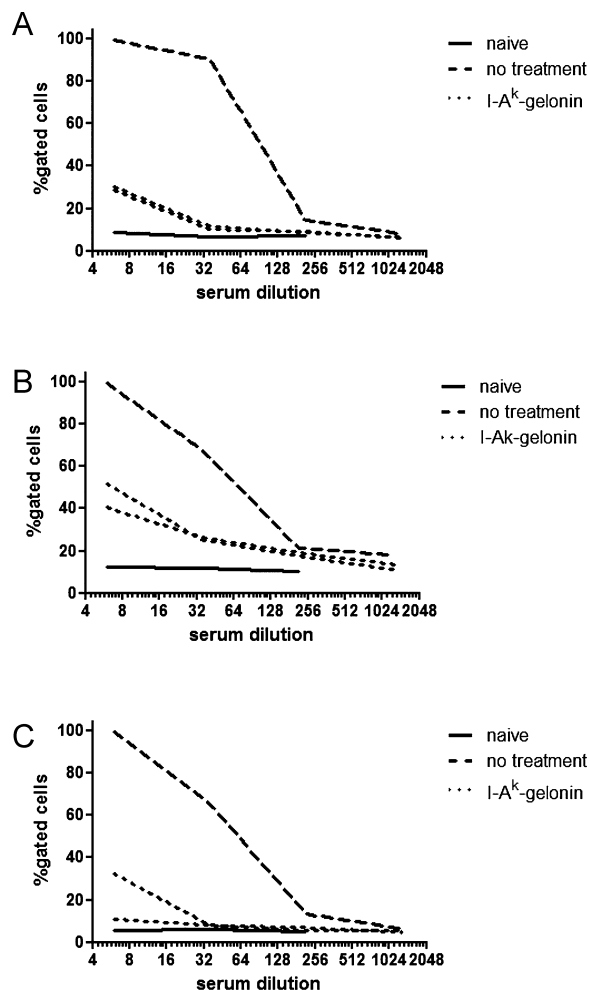 A
100
80
60
40
20
0
%gated cells
4 8 16 32 64 128 256 512 1024 2048
serum dilution
naive
no treatment
I-Ak-gelonin
B
100
80
60
40
20
0
%gated cells
4 8 16 32 64 128 256 512 1024 2048
serum dilution
naive
no treatment
I-Ak-gelonin
C
100
80
60
40
20
0
%gated cells
4 8 16 32 64 128 256 512 1024 2048
serum dilution
naive
no treatment
I-Ak-gelonin